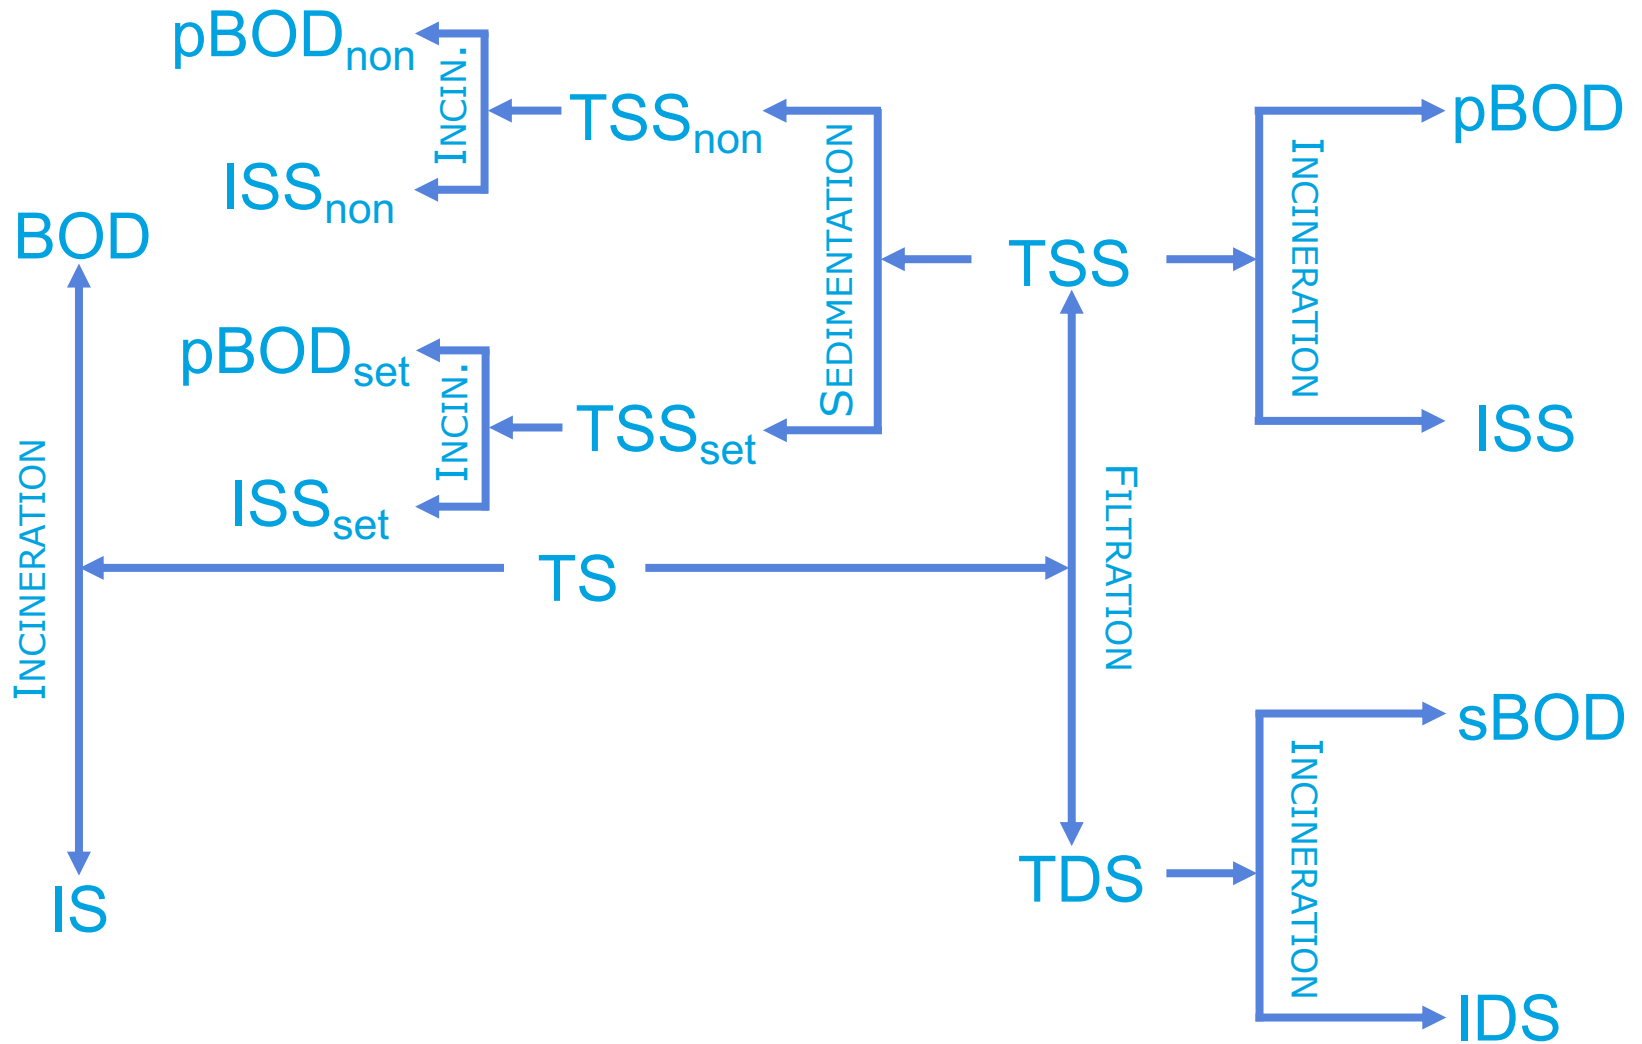 pBODnon
INCIN.
ISSnon
TSSnon
BOD
pBODset
INCIN.
ISSset
TSSset
SEDIMENTATION
TSS
INCINERATION
pBOD
ISS
INCINERATION
TS
FILTRATION
IS
TDS
INCINERATION
sBOD
IDS